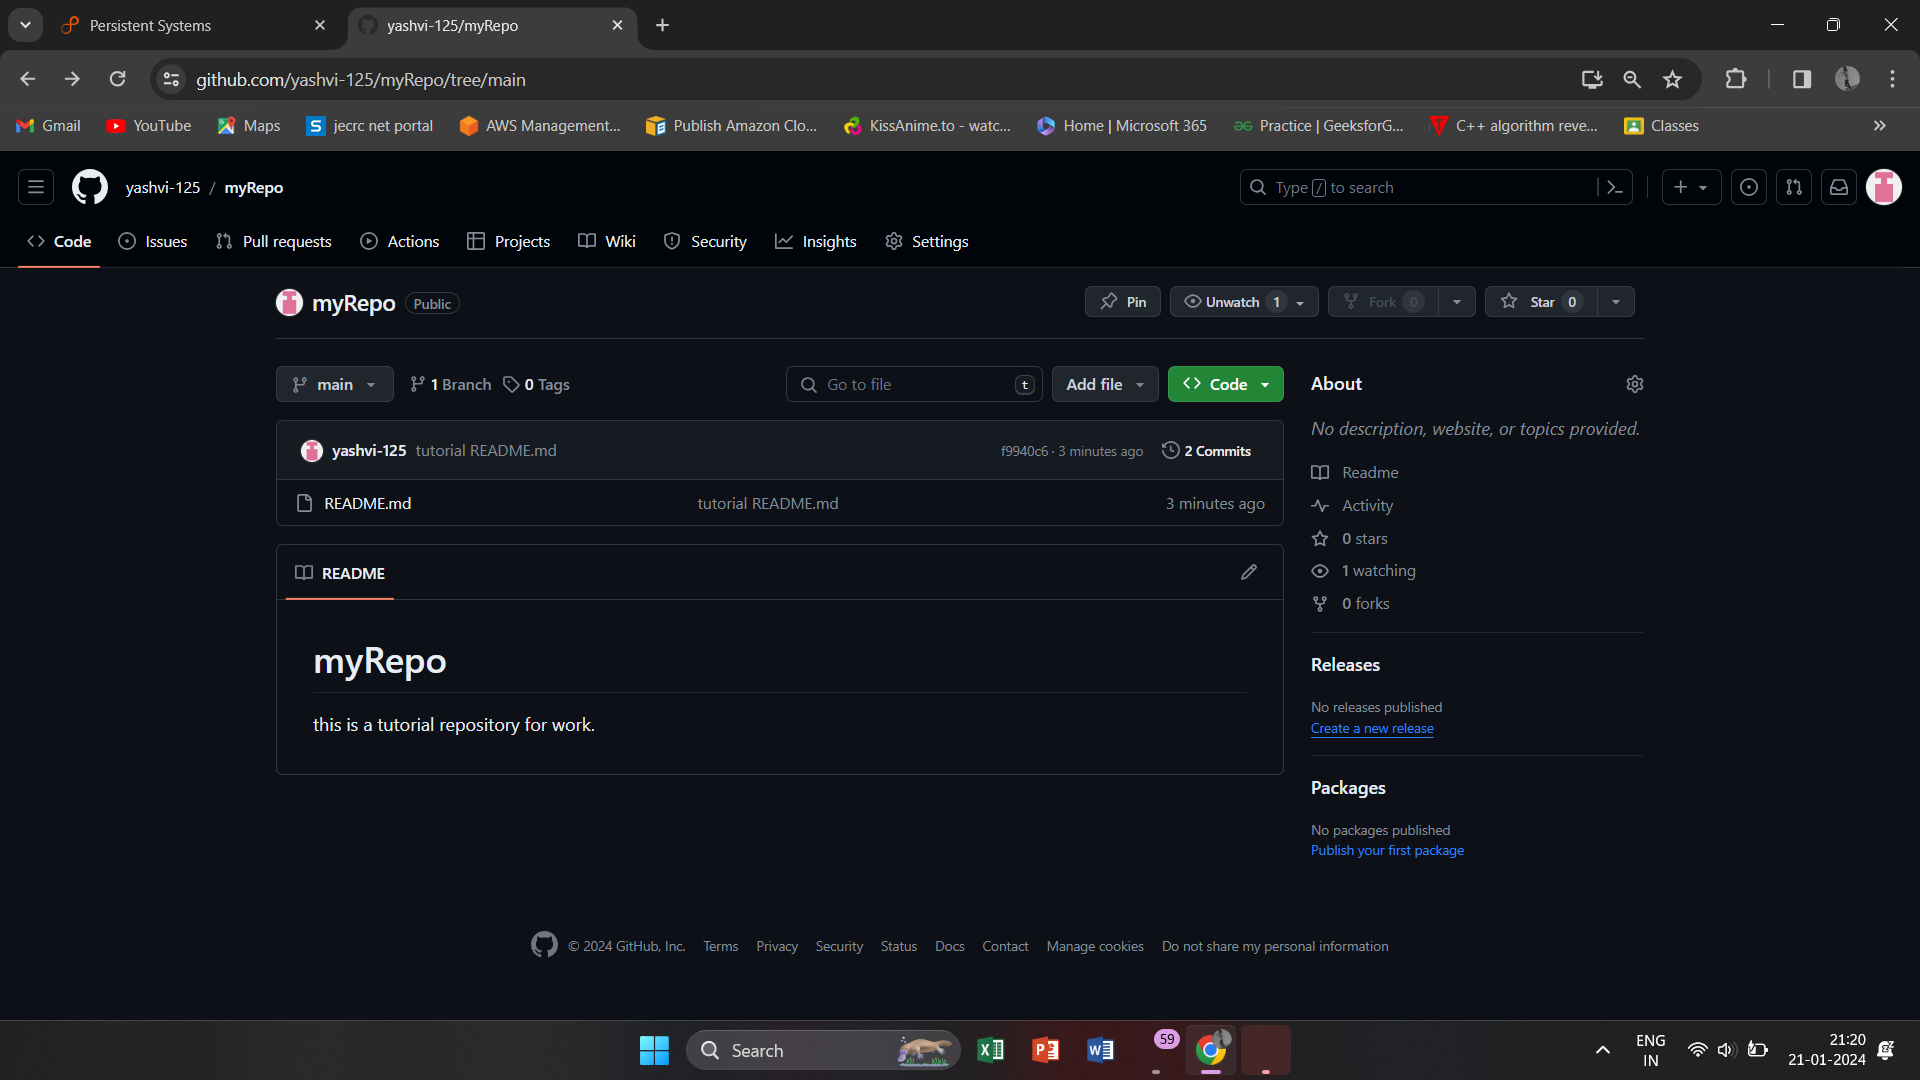 Persistent Systems
yashvi-125/myRepo
github.com/yashvi-125/myRepo/tree/main
Gmail YouTube Maps S jecrc net portal AWS Management... Publish Amazon Clo... KissAnime.to - watc... Home | Microsoft 365 Practice | GeeksforG... C++ algorithm reve... Classes
yashvi-125 / myRepo
Type / to search
Code Issues Pull requests Actions Projects Wiki Security Insights Settings
myRepo Public
Pin Unwatch 1 Fork 0 Star 0
main 1 Branch 0 Tags
Go to file t Add file Code
yashvi-125 tutorial README.md f9940c6 · 3 minutes ago 2 Commits
README.md tutorial README.md 3 minutes ago
README
myRepo
this is a tutorial repository for work.
About
No description, website, or topics provided.
Readme
Activity
0 stars
1 watching
0 forks
Releases
No releases published
Create a new release
Packages
No packages published
Publish your first package
© 2024 GitHub, Inc. Terms Privacy Security Status Docs Contact Manage cookies Do not share my personal information
Search
59
ENG
IN
21:20
21-01-2024